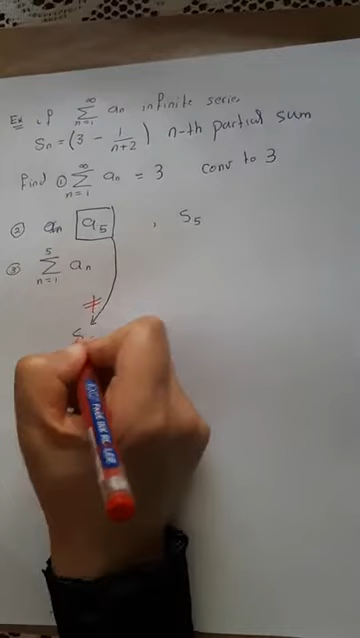 Ex if ∑_{n=1}^{∞} a_n infinite series
S_n = (3 - 1/(n+2)) n-th partial sum
find ① ∑_{n=1}^{∞} a_n = 3 conv to 3
② a_n a_5 , S_5
③ ∑_{n=1}^{5} a_n
≠
S